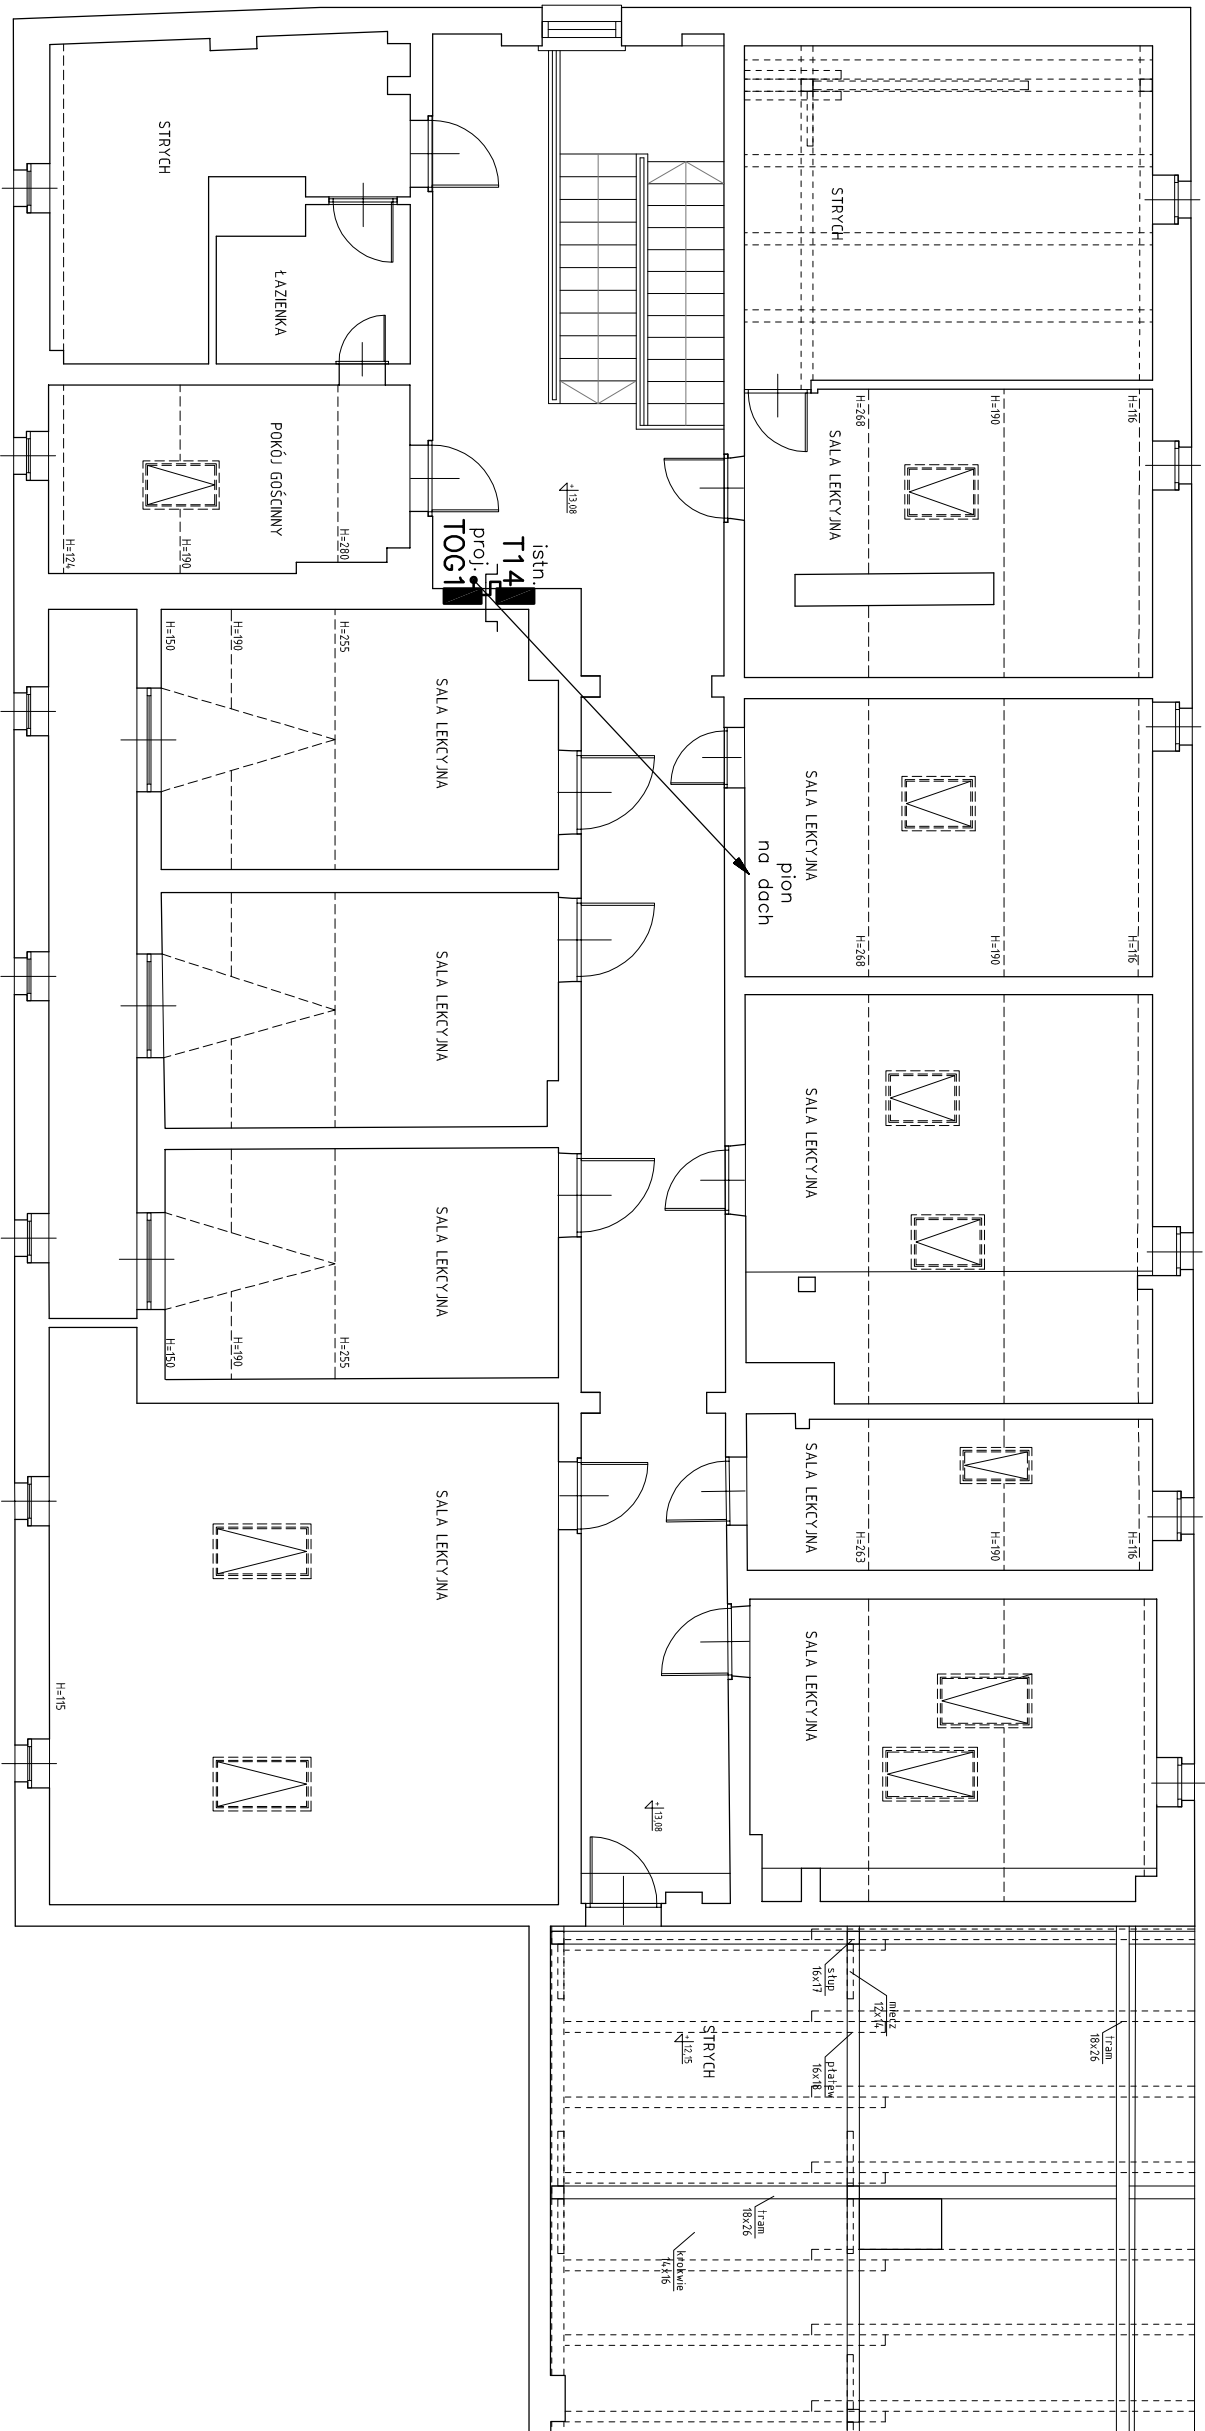 STRYCH
ŁAZIENKA
POKÓJ GOŚCINNY
H=280
H=190
H=124
STRYCH
+13,08
istn.
T14
proj.
TOG1
H=268
H=190
H=116
SALA LEKCYJNA
H=150
H=190
H=255
SALA LEKCYJNA
SALA LEKCYJNA
pion
na dach
H=268
H=190
H=116
SALA LEKCYJNA
SALA LEKCYJNA
SALA LEKCYJNA
H=150
H=190
H=255
SALA LEKCYJNA
H=263
H=190
H=116
SALA LEKCYJNA
H=115
SALA LEKCYJNA
+13,08
słup
16x17
miecz
12x14
STRYCH
+12,15
płatew
16x18
tram
18x26
tram
18x26
krokwie
14x16